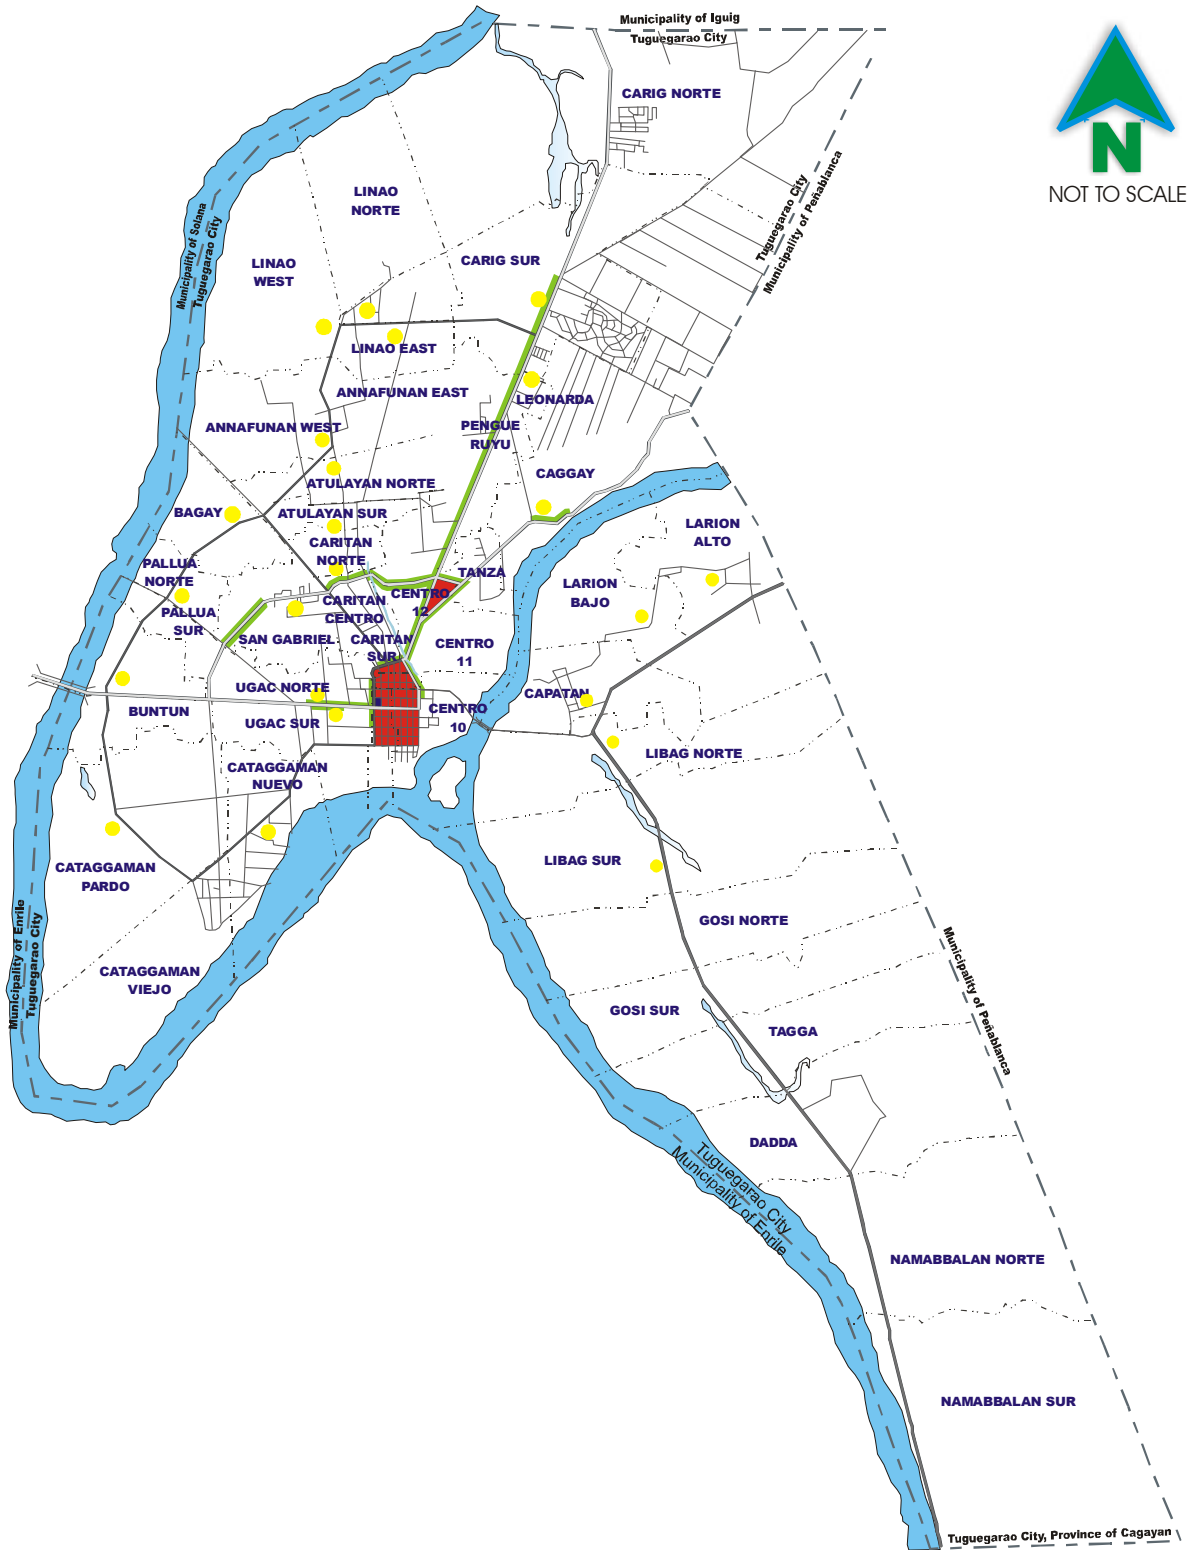 Municipality of Iguig
Tuguegarao City
CARIG NORTE
N
NOT TO SCALE
Tuguegarao City
Municipality of Peñablanca
LINAO
NORTE
Municipality of Solana
Tuguegarao City
LINAO
WEST
CARIG SUR
LINAO EAST
ANNAFUNAN EAST
LEONARDA
ANNAFUNAN WEST
PENGUE
RUYU
CAGGAY
ATULAYAN NORTE
BAGAY
ATULAYAN SUR
LARION
ALTO
CARITAN
NORTE
PALLUA
NORTE
TANZA
LARION
BAJO
CENTRO
12
CARITAN
CENTRO
PALLUA
SUR
SAN GABRIEL
CARITAN
SUR
CENTRO
11
UGAC NORTE
CAPATAN
BUNTUN
CENTRO
10
UGAC SUR
LIBAG NORTE
CATAGGAMAN
NUEVO
LIBAG SUR
CATAGGAMAN
PARDO
GOSI NORTE
Municipality of Enrile
Tuguegarao City
CATAGGAMAN
VIEJO
Municipality of Peñablanca
GOSI SUR
TAGGA
DADDA
Tuguegarao City
Municipality of Enrile
NAMABBALAN NORTE
NAMABBALAN SUR
Tuguegarao City, Province of Cagayan